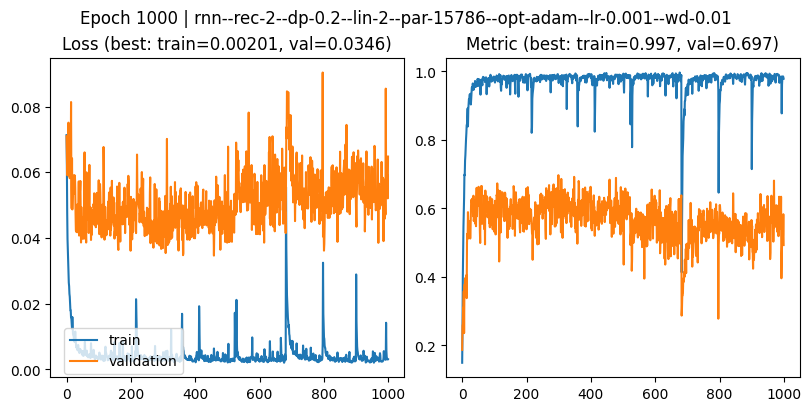 Epoch 1000 | rnn--rec-2--dp-0.2--lin-2--par-15786--opt-adam--lr-0.001--wd-0.01
Loss (best: train=0.00201, val=0.0346)
0.08
0.06
0.04
0.02
0.00
train
validation
0 200 400 600 800 1000
Metric (best: train=0.997, val=0.697)
1.0
0.8
0.6
0.4
0.2
0 200 400 600 800 1000